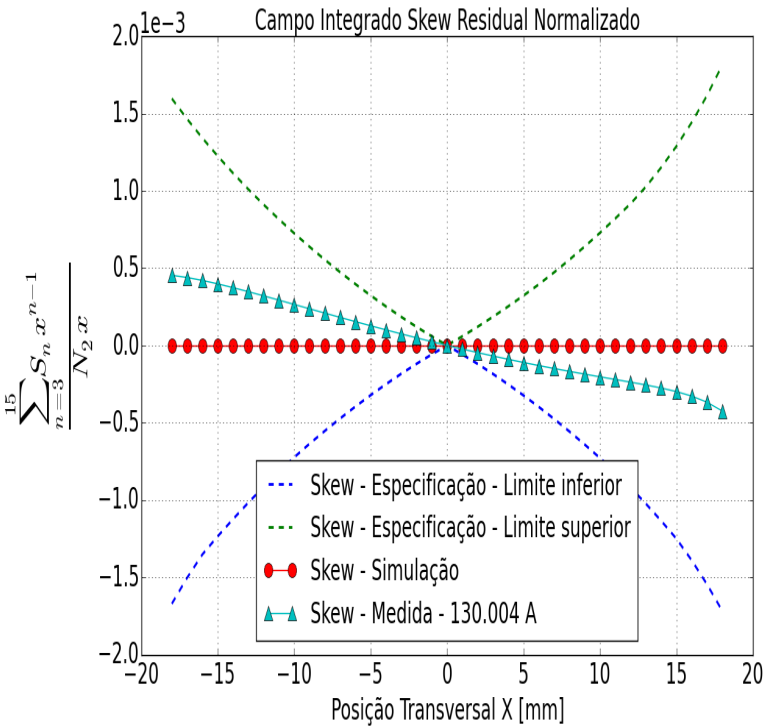 Campo Integrado Skew Residual Normalizado
1e−3
2.0
1.5
1.0
0.5
0.0
−0.5
−1.0
−1.5
−2.0
15
∑ S_n x^{n−1}
n=3
N_2 x
Skew - Especificação - Limite inferior
Skew - Especificação - Limite superior
Skew - Simulação
Skew - Medida - 130.004 A
−20 −15 −10 −5 0 5 10 15 20
Posição Transversal X [mm]